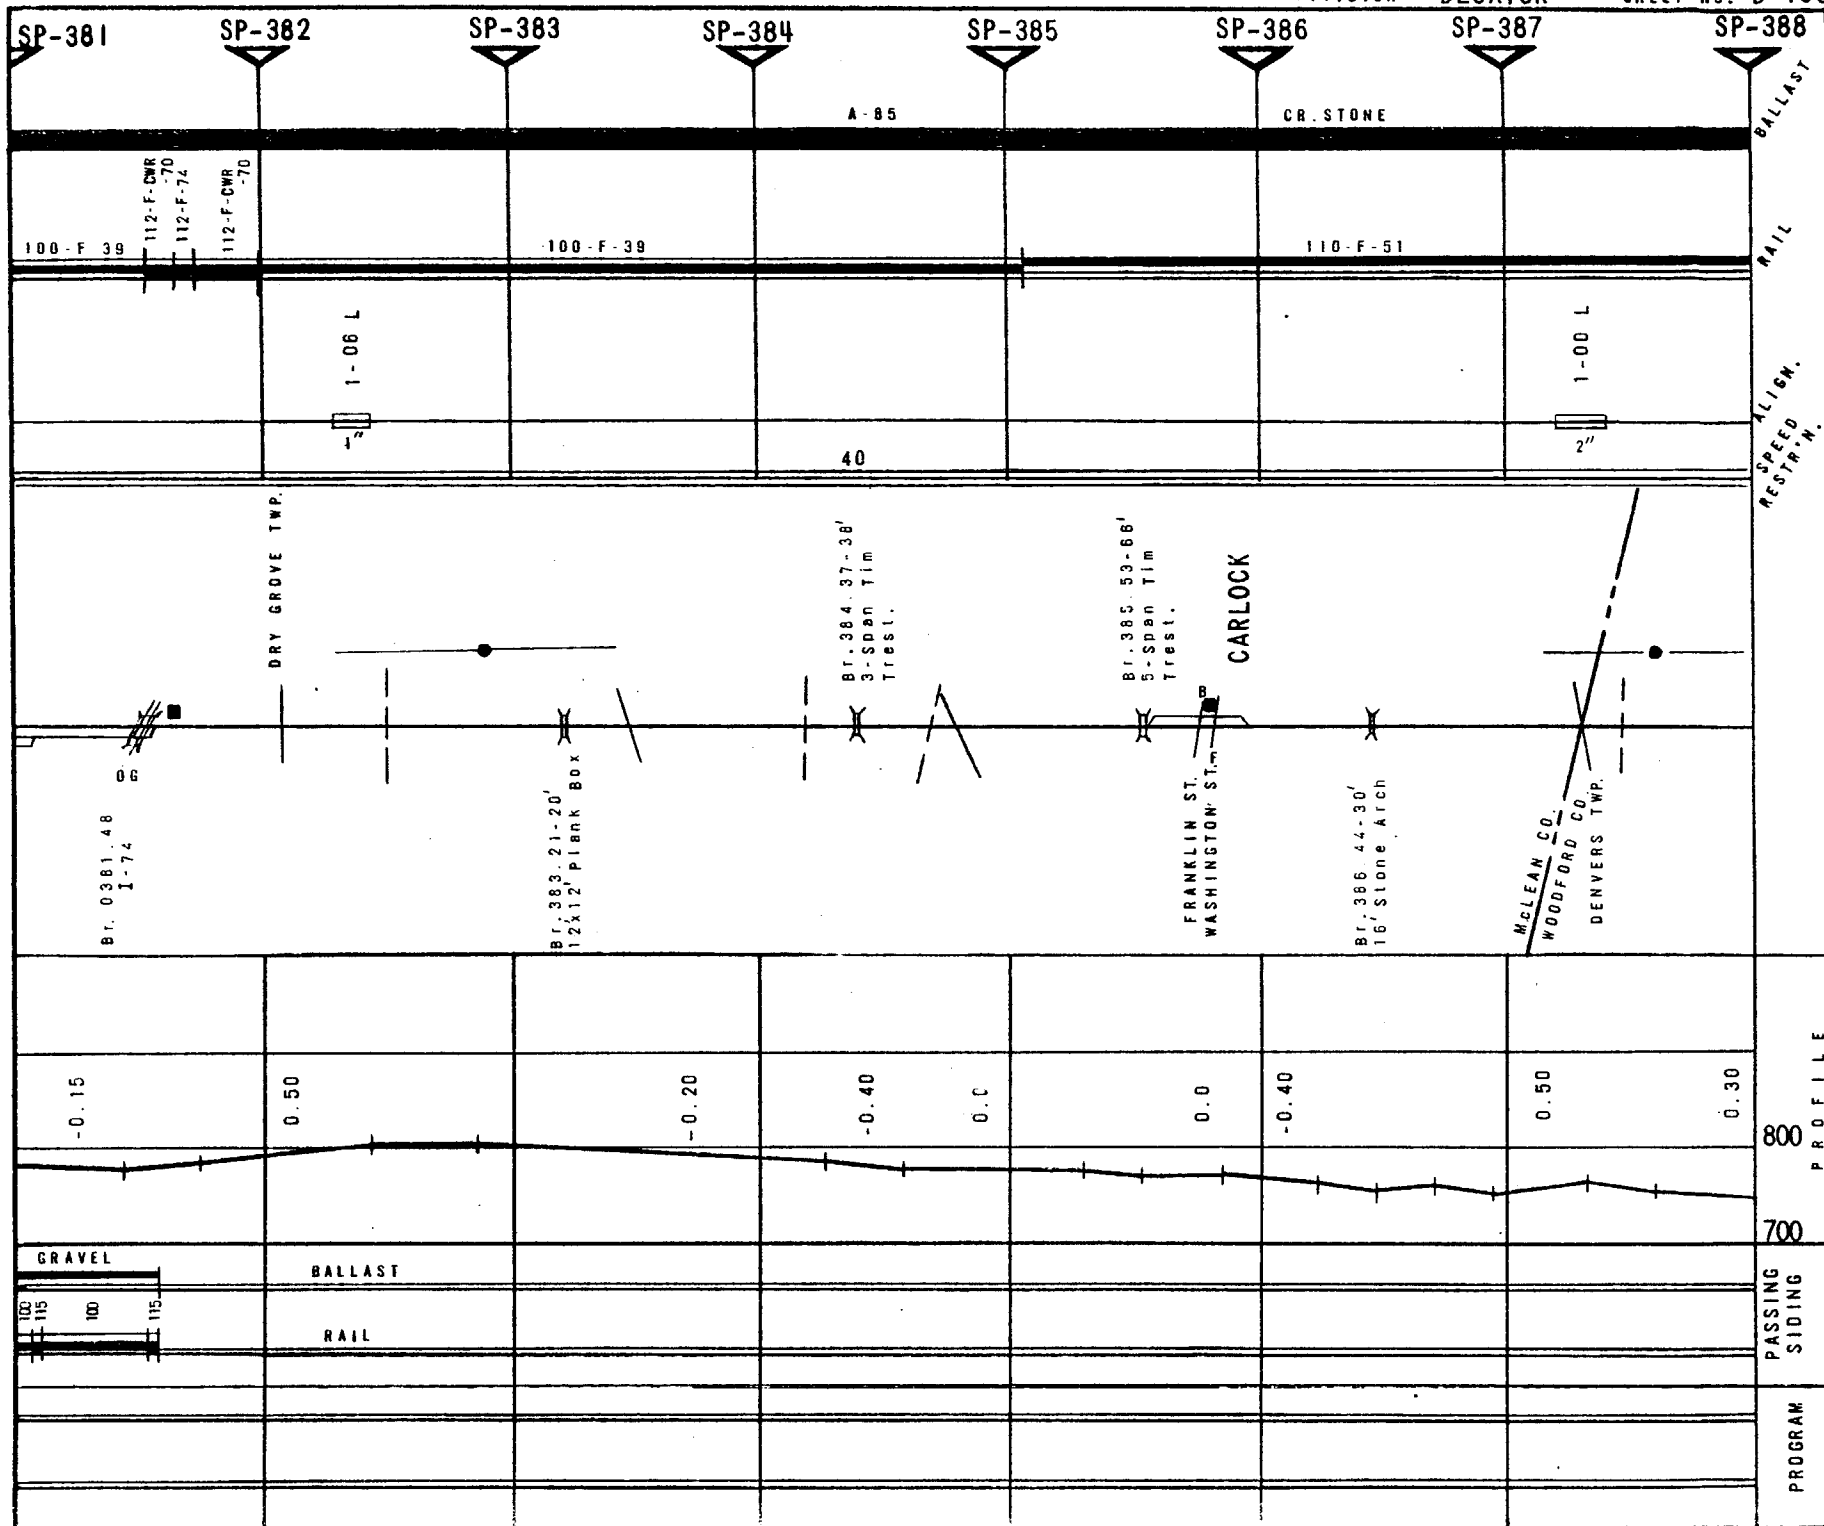 DECATUR
SP-381 SP-382 SP-383 SP-384 SP-385 SP-386 SP-387 SP-388
A-85 CR. STONE
BALLAST
112-F-CWR
-70
112-F-74
112-F-CWR
-70
100-F 39
100-F-39
110-F-51
RAIL
1-06 L
1"
1-00 L
2"
ALIGN.
40
SPEED
RESTR'N.
DRY GROVE TWP.
Br. 384.37-38'
3-Span Tim
Trest.
Br. 385.53-66'
5-Span Tim
Trest.
CARLOCK
B
OG
Br. 0381.48
I-74
Br. 383.21-20'
12'x12' Plank Box
FRANKLIN ST.
WASHINGTON ST.
Br. 386.44-30'
16' Stone Arch
McLEAN CO.
WOODFORD CO.
DENVERS TWP.
-0.15
0.50
-0.20
-0.40
0.0
0.0
-0.40
0.50
0.30
800
700
PROFILE
GRAVEL
BALLAST
100
115
100
115
RAIL
PASSING
SIDING
PROGRAM